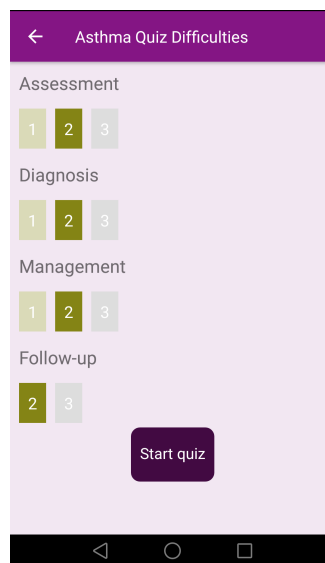 Asthma Quiz Difficulties
Assessment
1 2 3
Diagnosis
1 2 3
Management
1 2 3
Follow-up
2 3
Start quiz